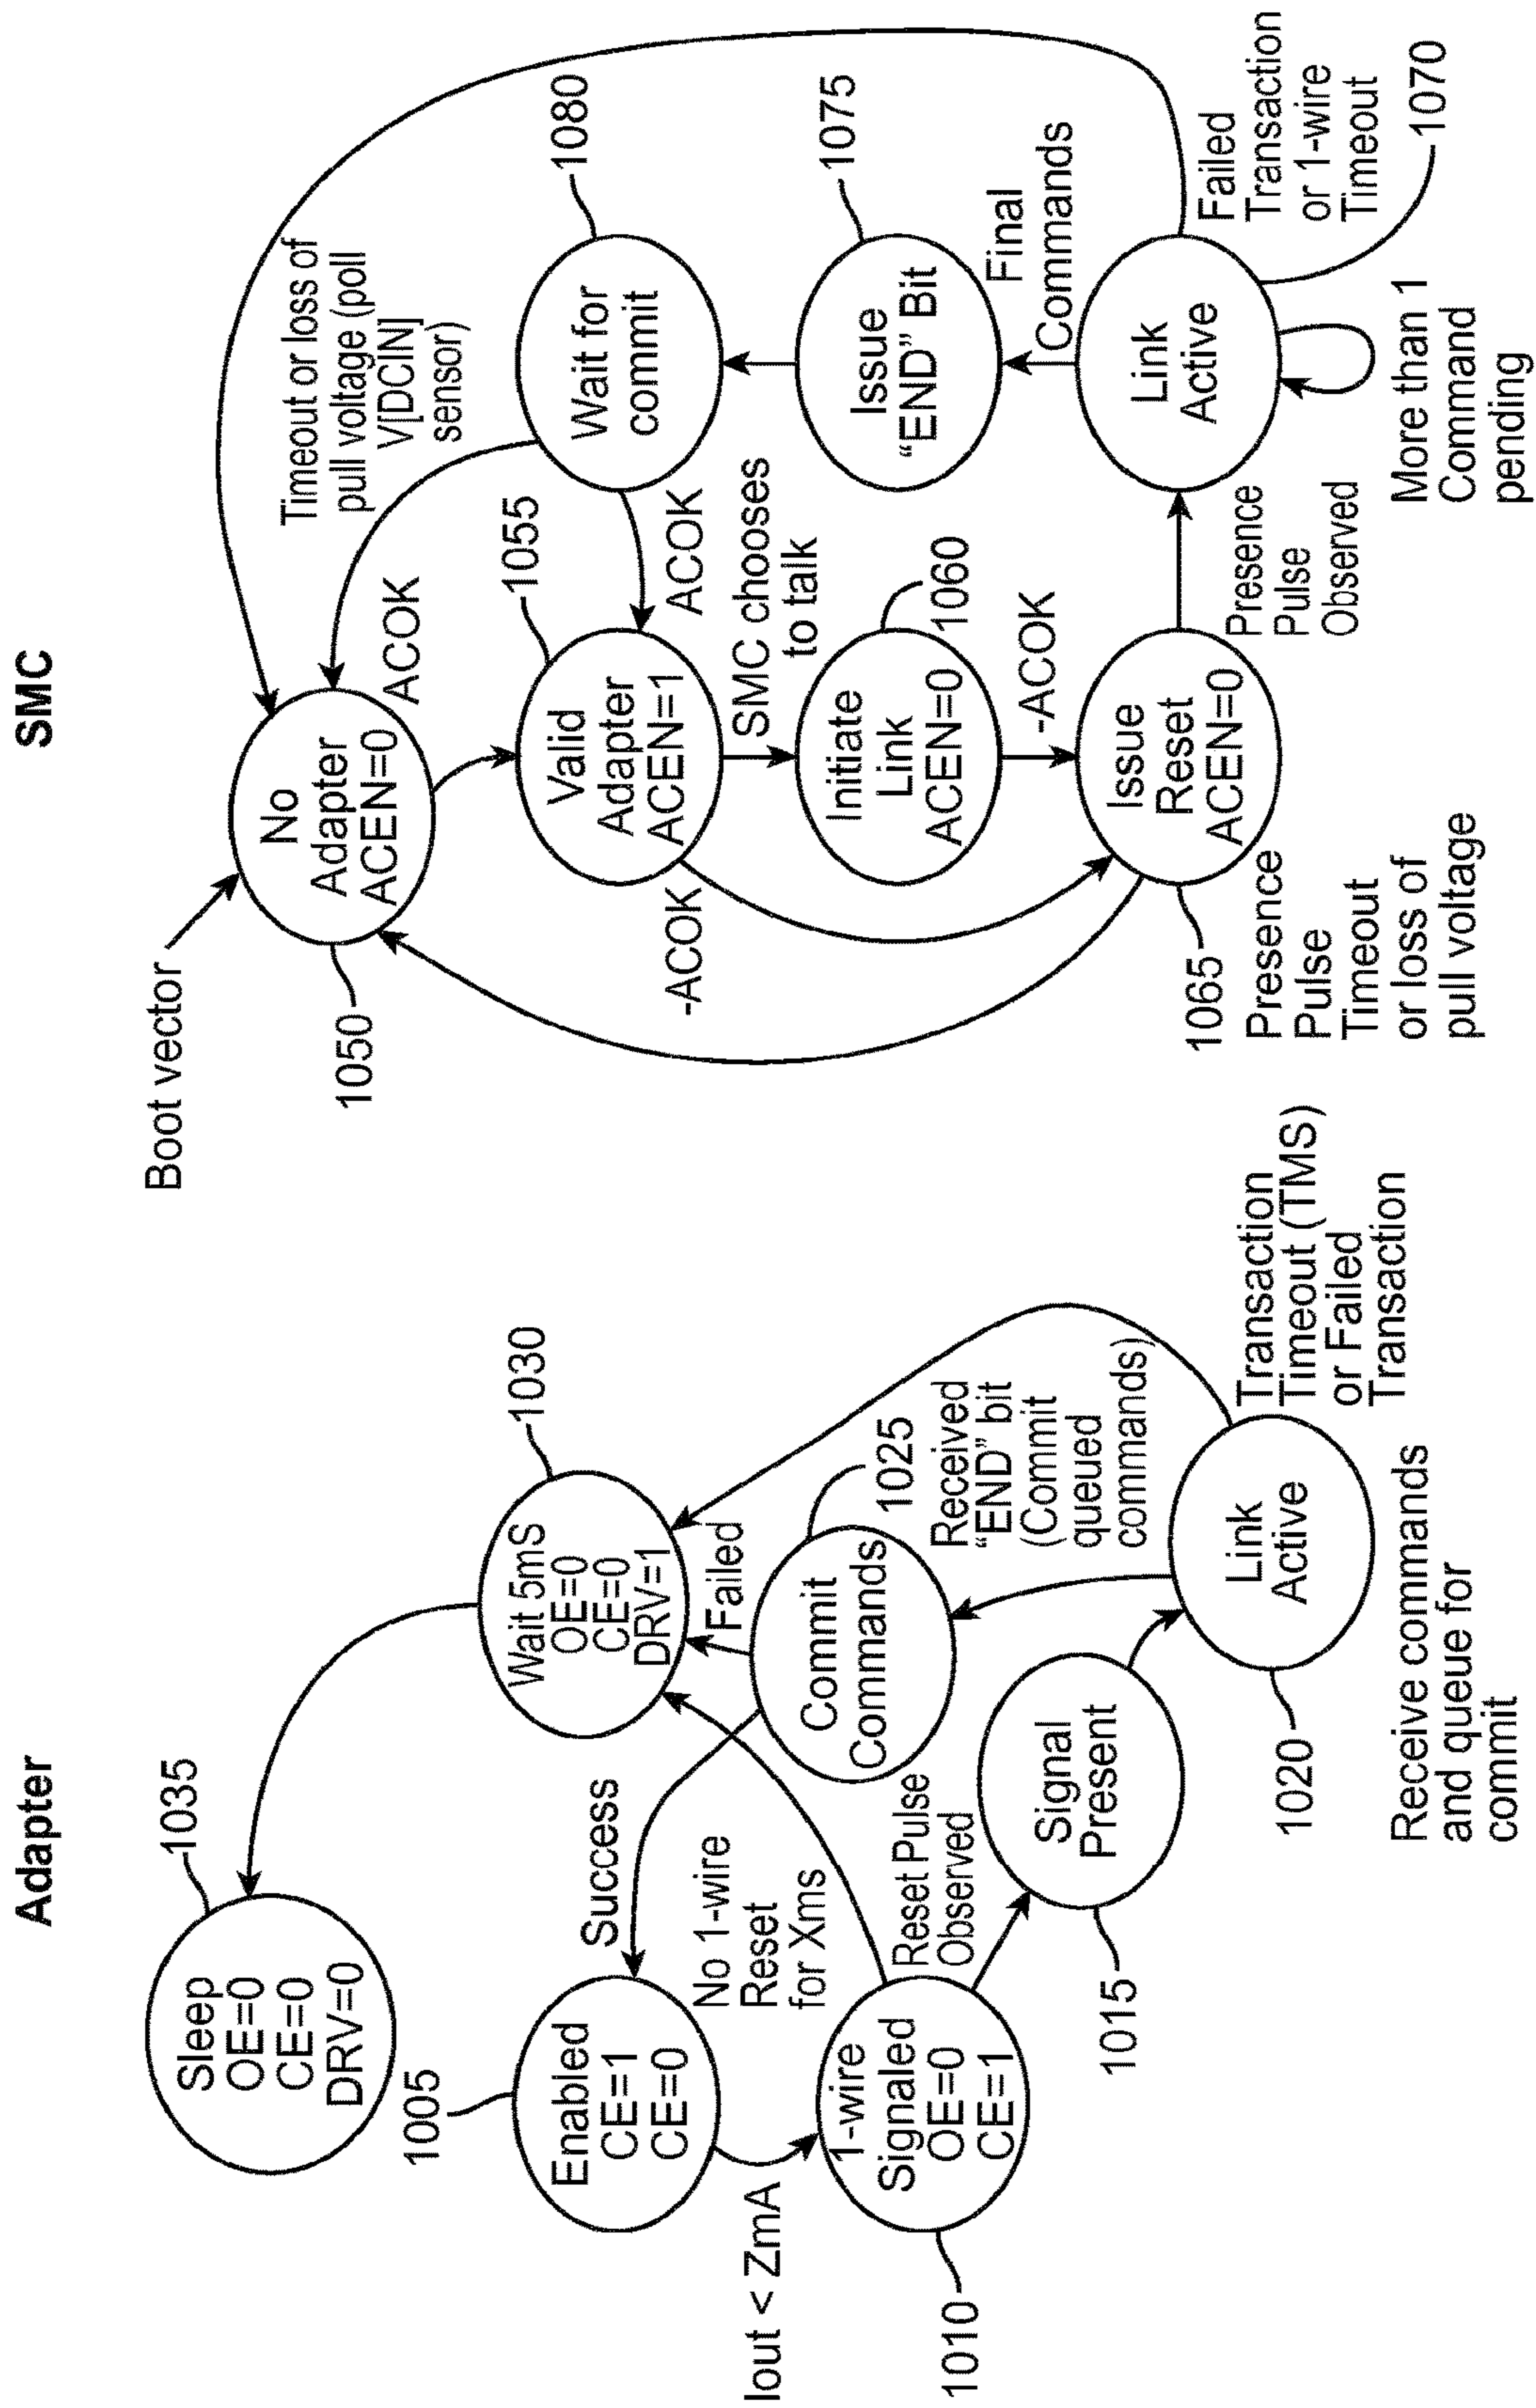 Adapter
1035
Sleep
OE=0
CE=0
DRV=0
1005
Enabled
CE=1
CE=0
Success
1030
Wait 5mS
OE=0
CE=0
DRV=1
Failed
Iout < ZmA
No 1-wire
Reset
for Xms
1-wire
Signaled
OE=0
CE=1
1010
Reset Pulse
Observed
Commit
Commands
1025
Received
“END” bit
(Commit
queued
commands)
Signal
Present
1015
Link
Active
1020
Transaction
Timeout (TMS)
or Failed
Transaction
Receive commands
and queue for
commit
SMC
Boot vector
No
Adapter
ACEN=0
1050
ACOK
Timeout or loss of
pull voltage (poll
V[DCIN]
sensor)
Valid
Adapter
ACEN=1
1055
ACOK
Wait for
commit
1080
-ACOK
SMC chooses
to talk
Initiate
Link
ACEN=0
1060
Issue
“END” Bit
1075
-ACOK
Final
Commands
Issue
Reset
ACEN=0
1065
Presence
Pulse
Timeout
or loss of
pull voltage
Presence
Pulse
Observed
Link
Active
1070
Failed
Transaction
or 1-wire
Timeout
More than 1
Command
pending